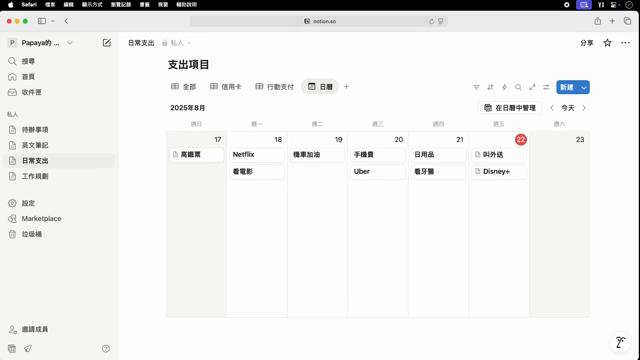 Safari 檔案 編輯 顯示方式 瀏覽記錄 書籤 視窗 輔助說明
notion.so
P Papaya的 ...
搜尋
首頁
收件匣
私人
待辦事項
英文筆記
日常支出
工作規劃
設定
Marketplace
垃圾桶
邀請成員
日常支出 私人
分享
支出項目
全部 信用卡 行動支付 日曆
新建
2025年8月
在日曆中管理 今天
週日 週一 週二 週三 週四 週五 週六
17 18 19 20 21 22 23
高鐵票 Netflix 機車加油 手機費 日用品 叫外送
看電影 Uber 看牙醫 Disney+